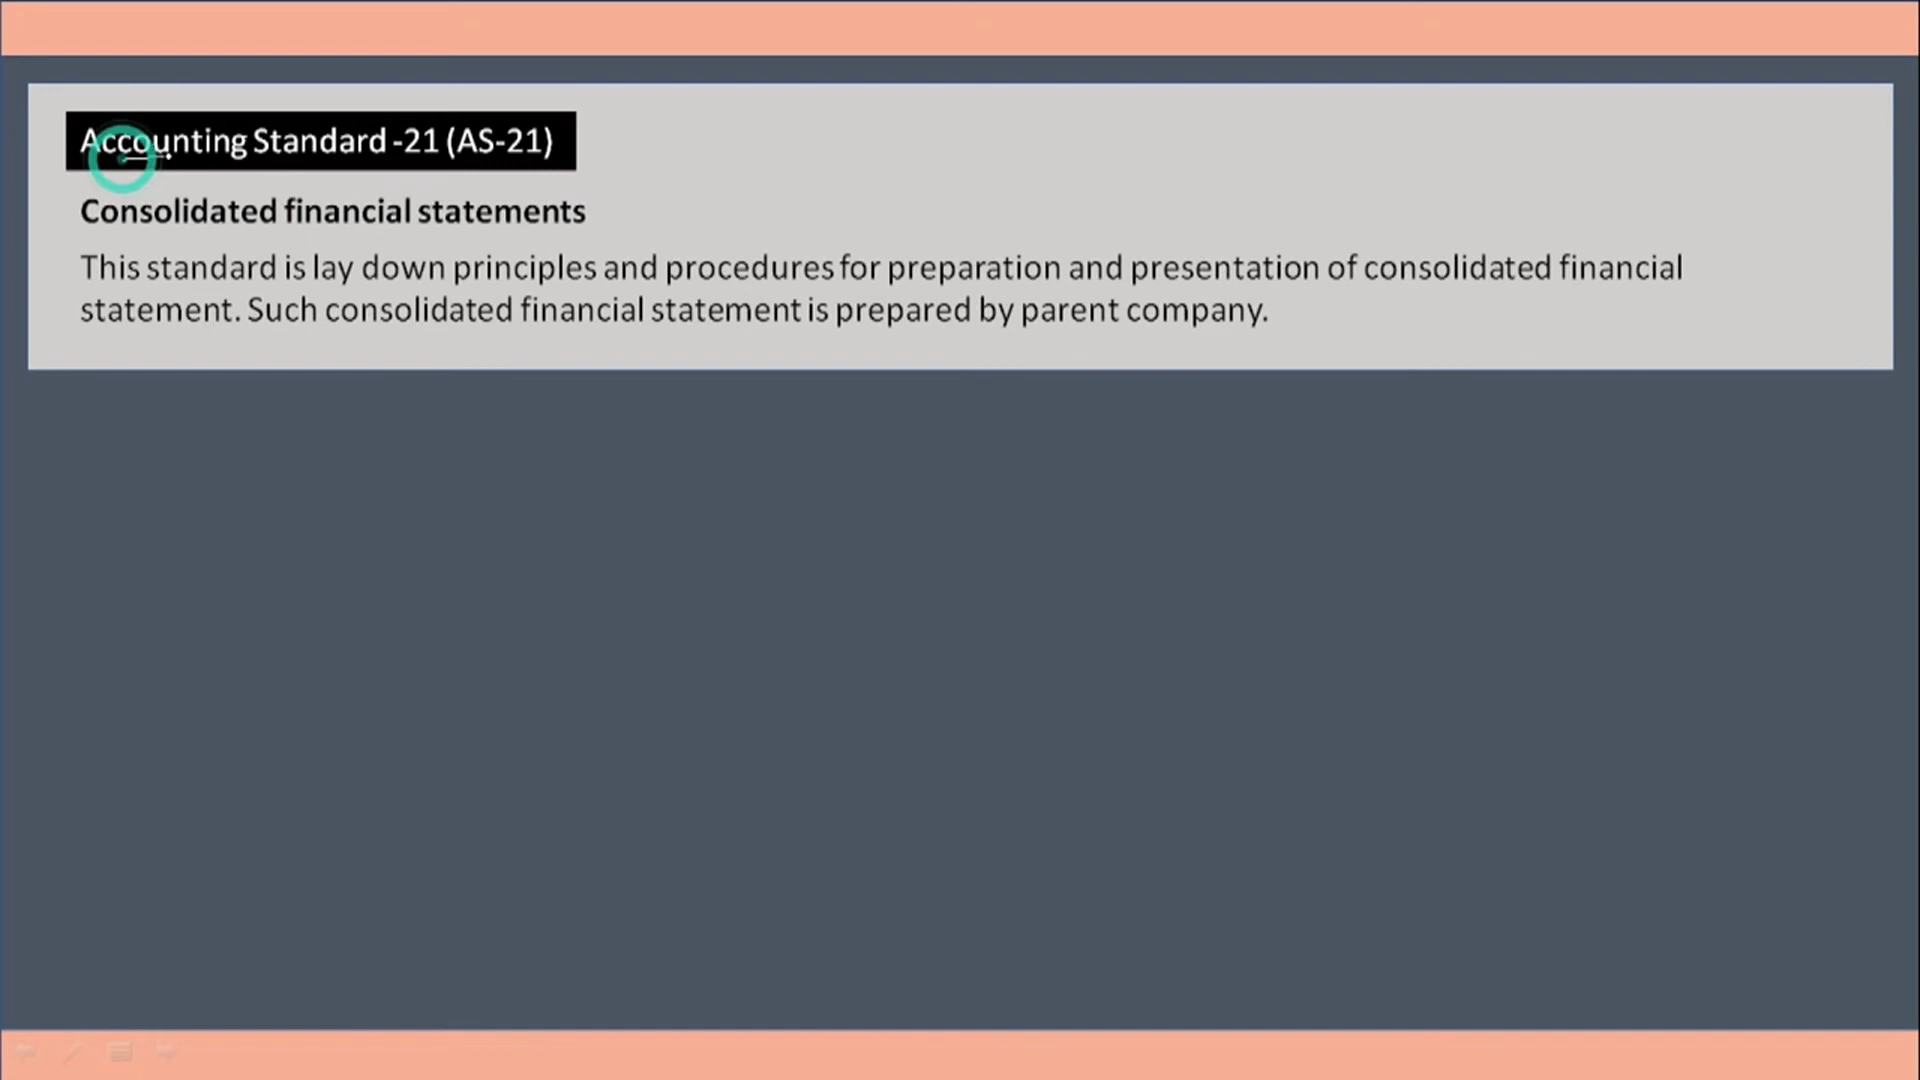 Accounting Standard -21 (AS-21)
Consolidated financial statements
This standard is lay down principles and procedures for preparation and presentation of consolidated financial
statement. Such consolidated financial statement is prepared by parent company.